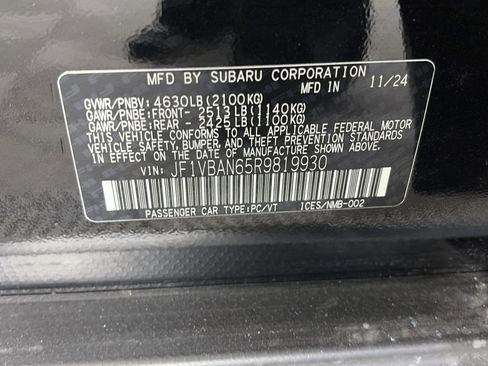 MFD BY SUBARU CORPORATION
MFD IN 11/24
GVWR/PNBV: 4630LB(2100KG)
GAWR/PNBE:FRONT- 2513LB(1140KG)
GAWR/PNBE:REAR - 2425LB(1100KG)
THIS VEHICLE CONFORMS TO ALL APPLICABLE FEDERAL MOTOR
VEHICLE SAFETY, BUMPER, AND THEFT PREVENTION STANDARDS
IN EFFECT ON THE DATE OF MANUFACTURE SHOWN ABOVE.
VIN: JF1VBAN65R9819930
PASSENGER CAR TYPE:PC/VT ICES/NMB-002